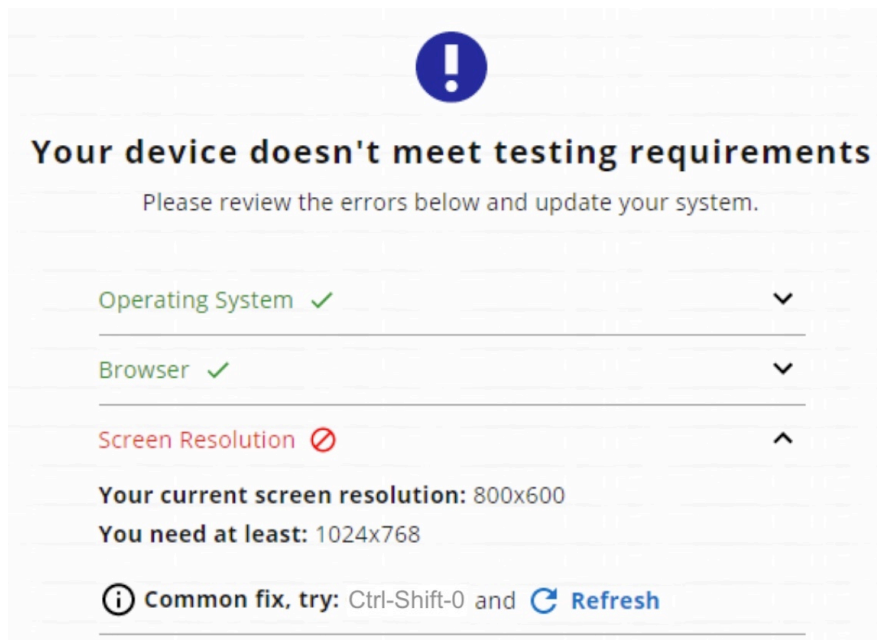 Your device doesn't meet testing requirements
Please review the errors below and update your system.
Operating System
Browser
Screen Resolution
Your current screen resolution: 800x600
You need at least: 1024x768
Common fix, try: Ctrl-Shift-0 and Refresh